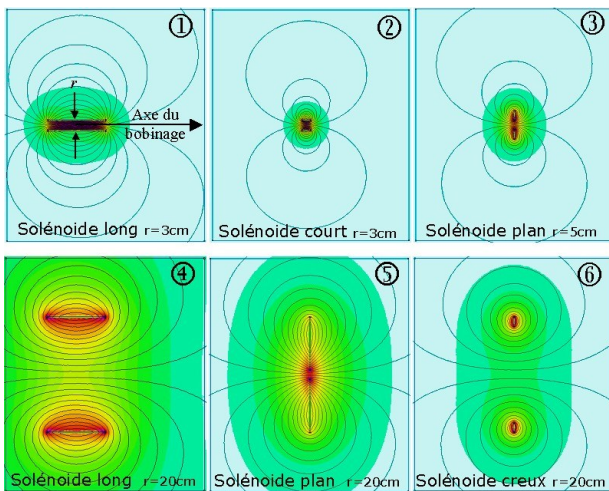 ①
②
③
r
Axe du
bobinage
Solénoide long r=3cm
Solénoide court r=3cm
Solénoide plan r=5cm
④
⑤
⑥
Solénoide long r=20cm
Solénoide plan r=20cm
Solénoide creux r=20cm